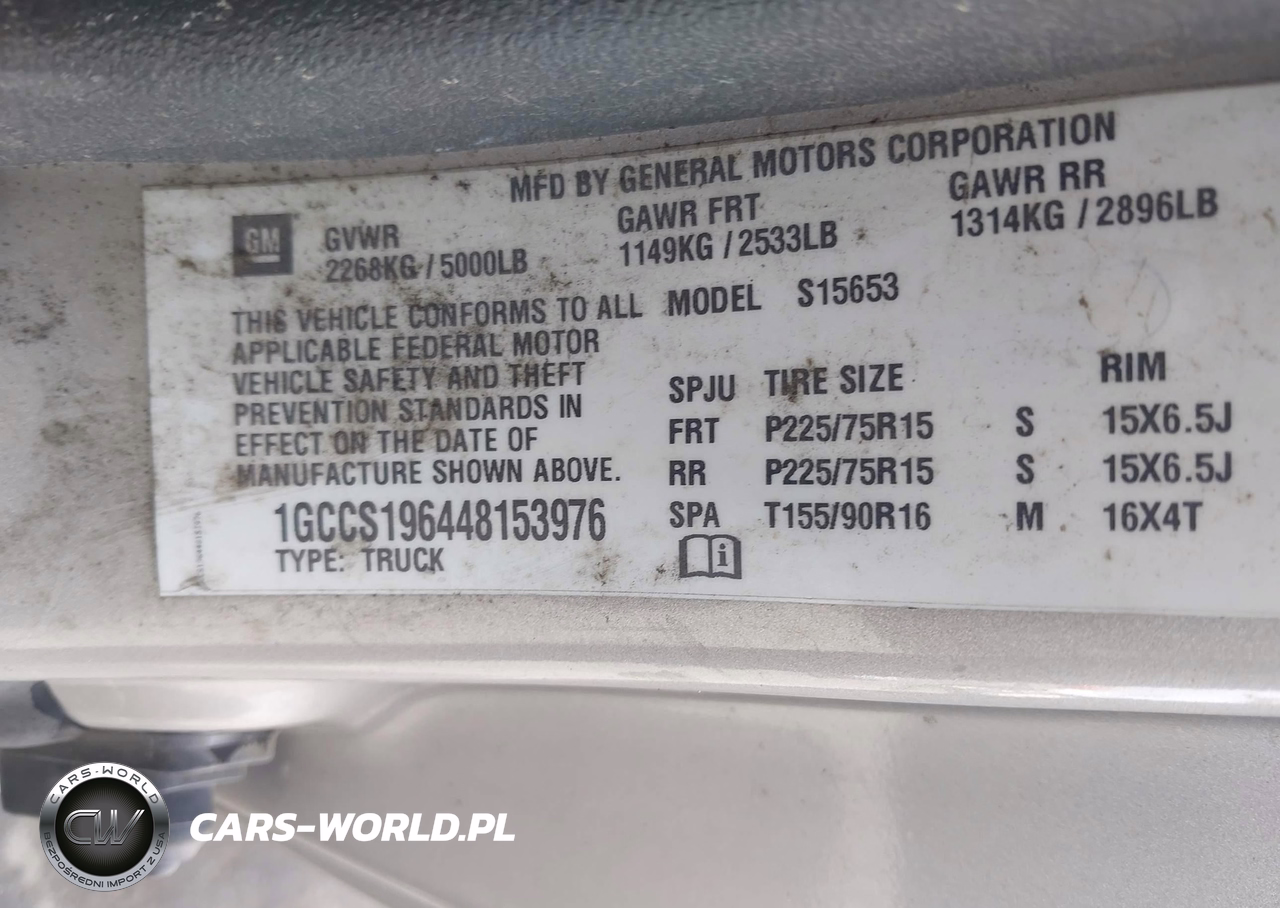 MFD BY GENERAL MOTORS CORPORATION
GM
GVWR
2268KG / 5000LB
GAWR FRT
1149KG / 2533LB
GAWR RR
1314KG / 2896LB
THIS VEHICLE CONFORMS TO ALL
APPLICABLE FEDERAL MOTOR
VEHICLE SAFETY AND THEFT
PREVENTION STANDARDS IN
EFFECT ON THE DATE OF
MANUFACTURE SHOWN ABOVE.
1GCCS196448153976
TYPE: TRUCK
MODEL S15653
SPJU TIRE SIZE RIM
FRT P225/75R15 S 15X6.5J
RR P225/75R15 S 15X6.5J
SPA T155/90R16 M 16X4T
i
CARS-WORLD
CW
BEZPOŚREDNI IMPORT Z USA
CARS-WORLD.PL